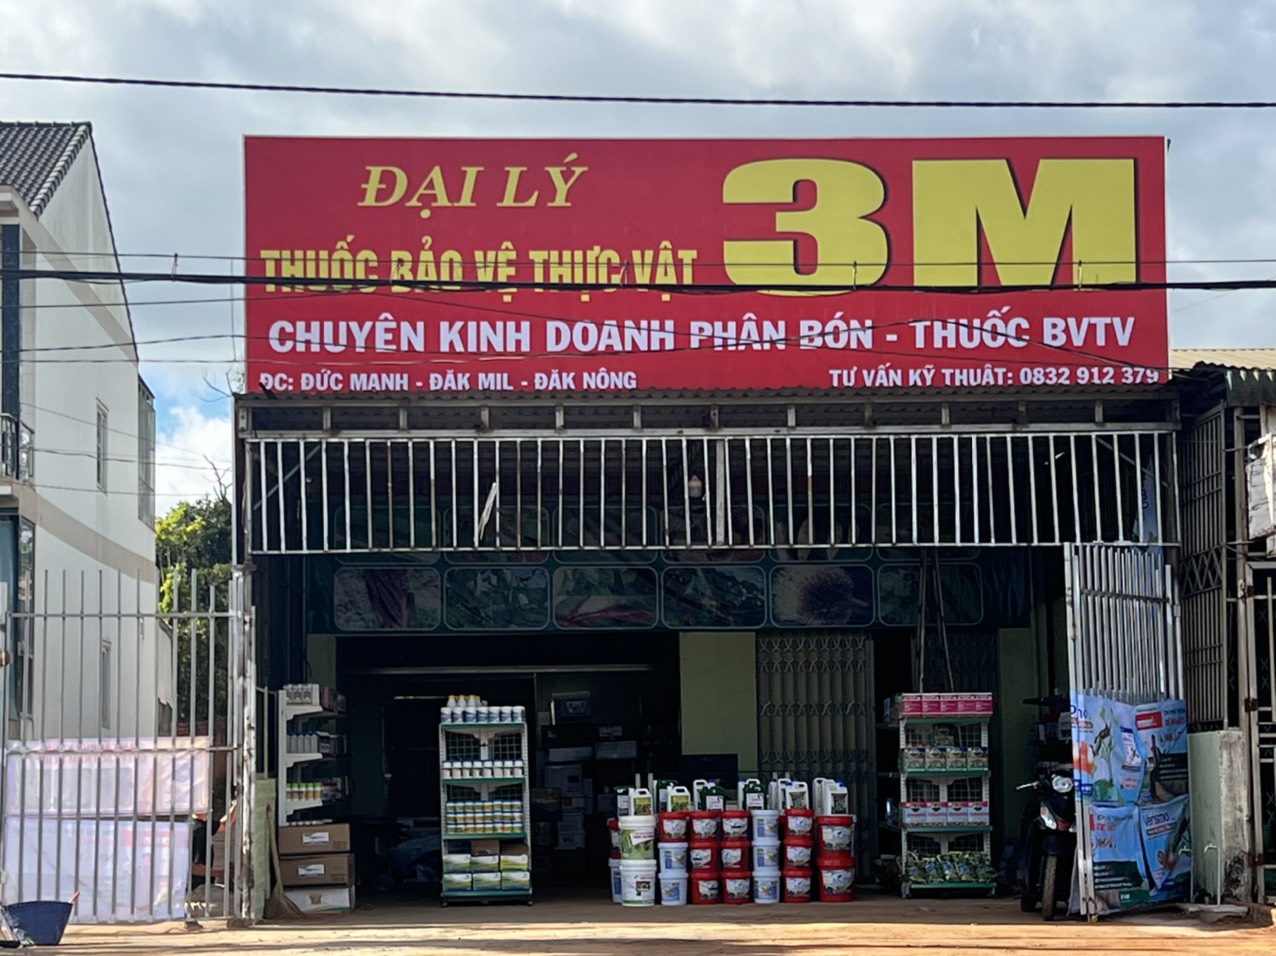 ĐẠI LÝ
THUỐC BẢO VỆ THỰC VẬT
3M
CHUYÊN KINH DOANH PHÂN BÓN - THUỐC BVTV
ĐC: ĐỨC MẠNH - ĐĂK MIL - ĐĂK NÔNG
TƯ VẤN KỸ THUẬT: 0832 912 379